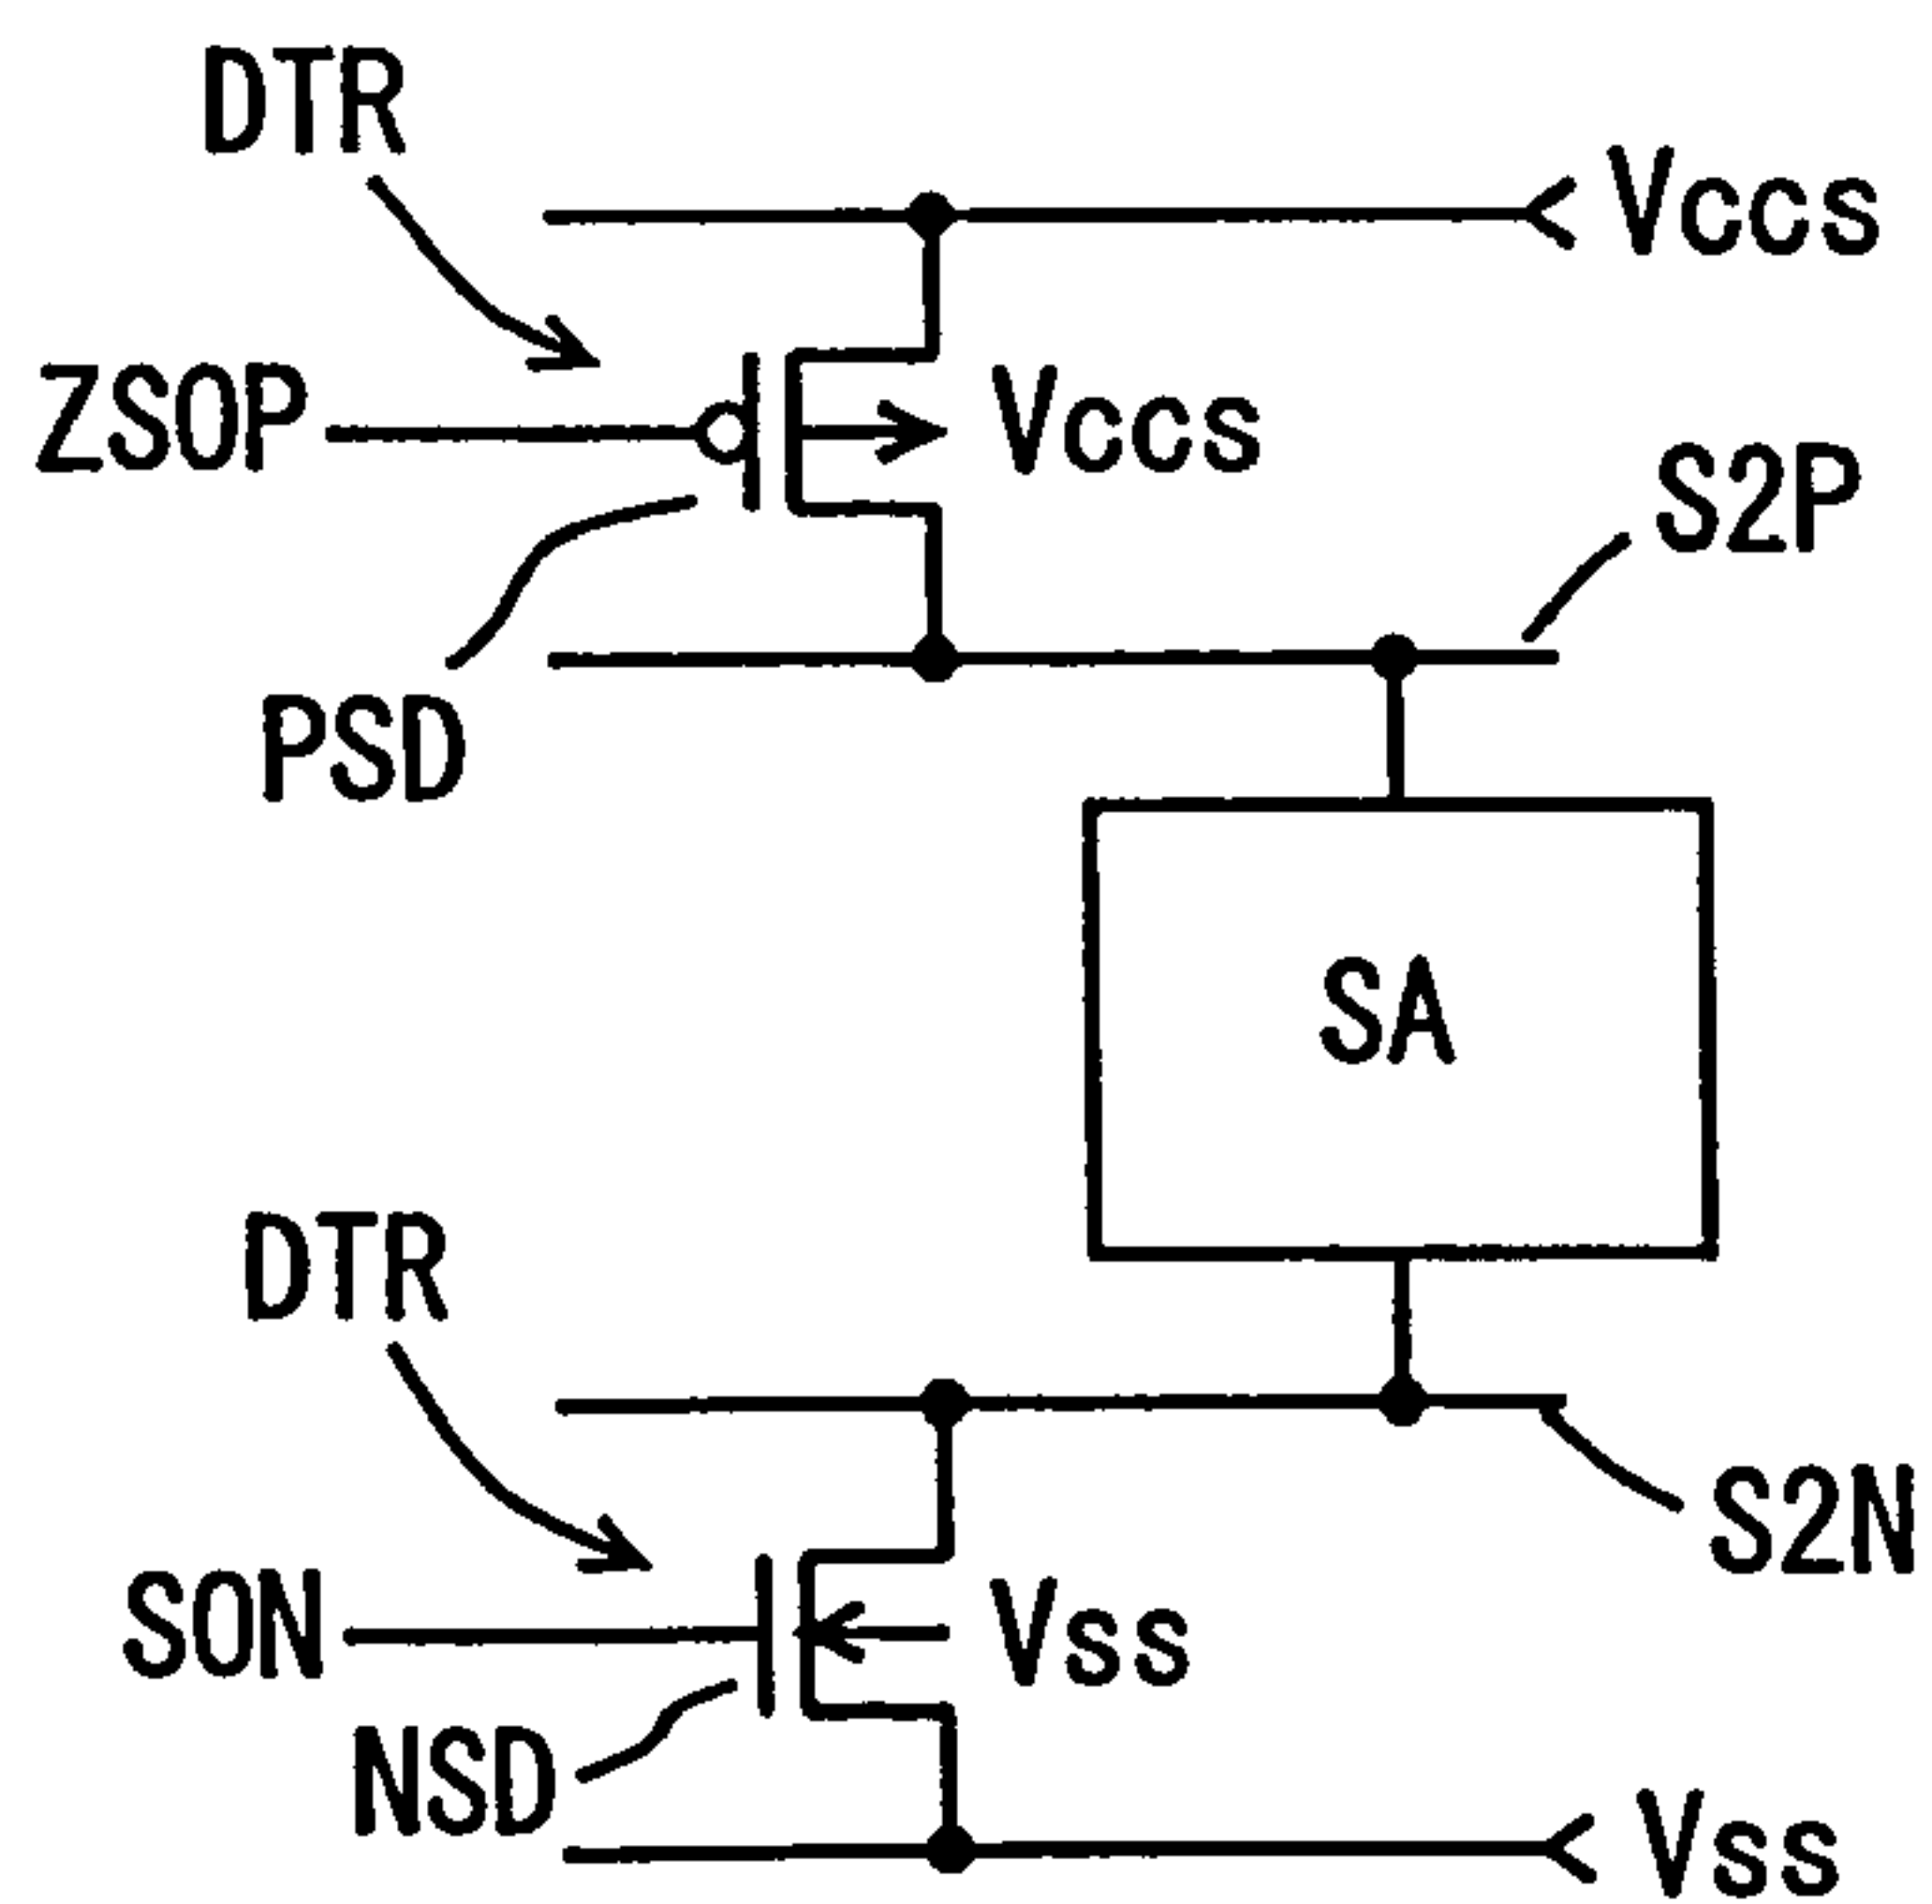 DTR
Vccs
ZSOP
Vccs
S2P
PSD
SA
DTR
S2N
SON
Vss
NSD
Vss